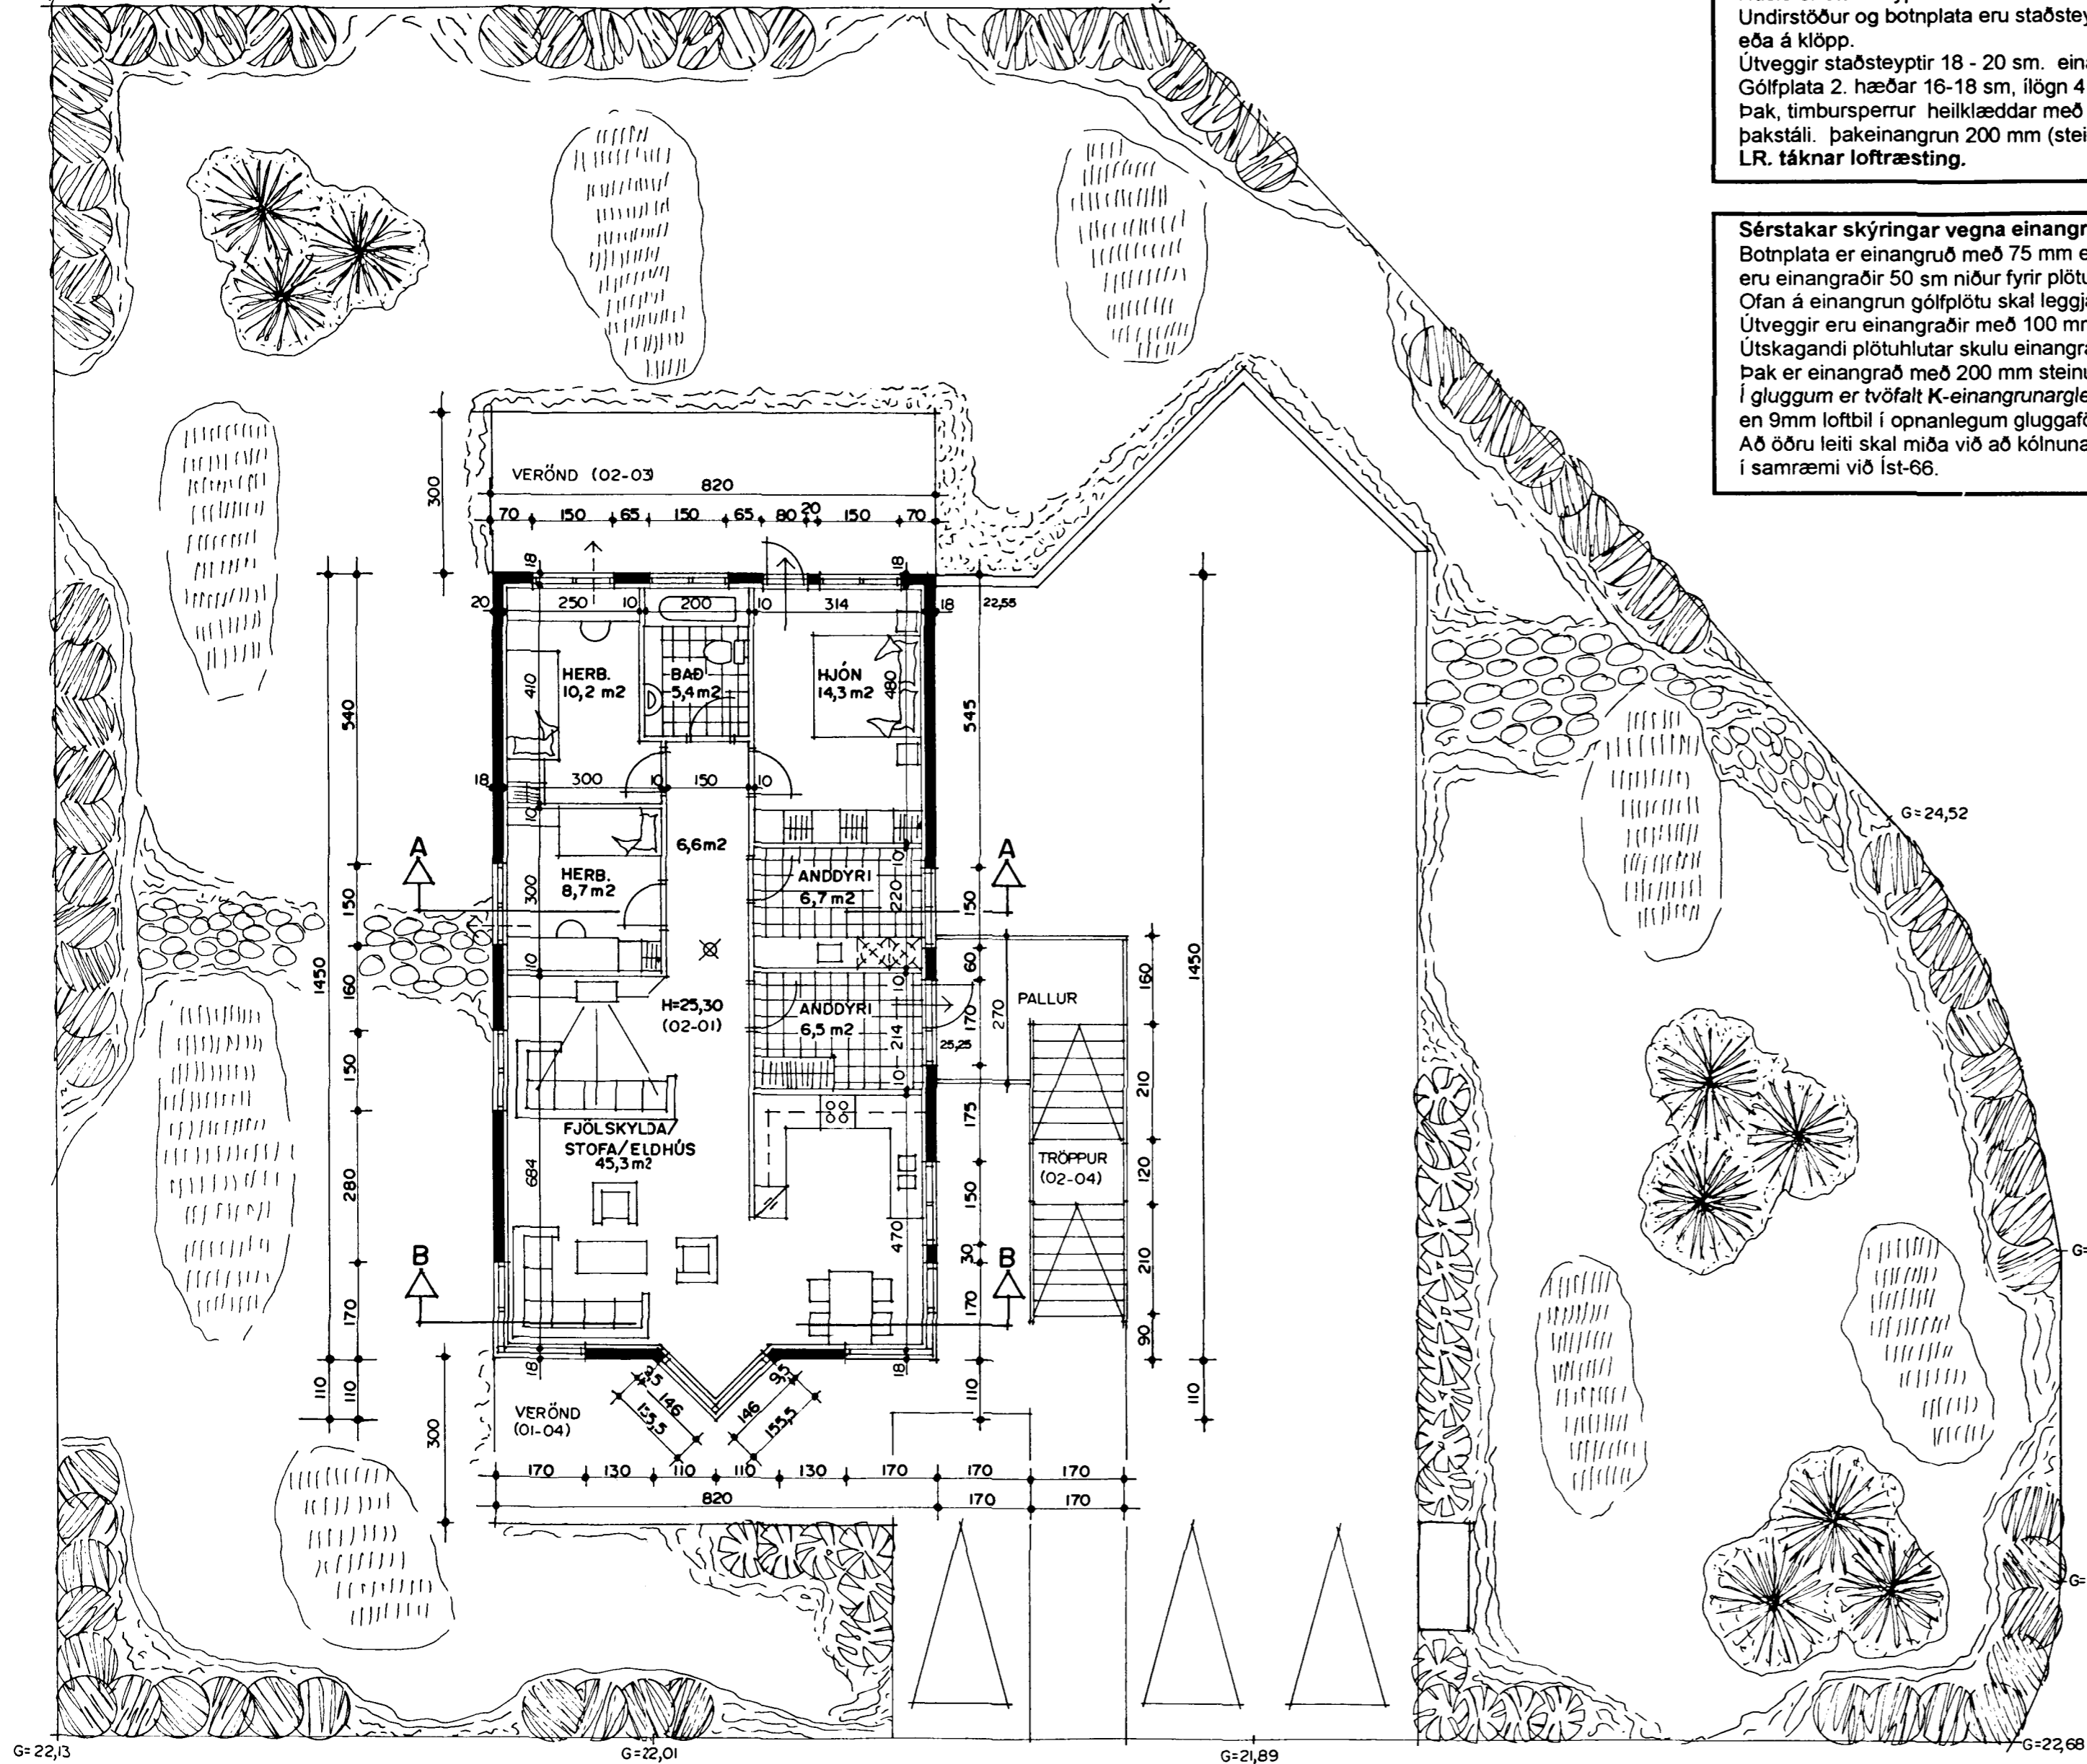 Undirstöður og botnplata eru staðstey
eða á klöpp.
Útveggir staðsteyptir 18 - 20 sm. eina
Gólfplata 2. hæðar 16-18 sm, ílögn 4
Þak, timbursperrur heilklæddar með
þakstáli. þakeinangrun 200 mm (stei
LR. táknar loftræsting.
Sérstakar skýringar vegna einangr
Botnplata er einangruð með 75 mm e
eru einangraðir 50 sm niður fyrir plötu
Ofan á einangrun gólfplötu skal leggja
Útveggir eru einangraðir með 100 mm
Útskagandi plötuhlutar skulu einangra
Þak er einangrað með 200 mm steinu
Í gluggum er tvöfalt K-einangrunargle
en 9mm loftbil í opnanlegum gluggafö
Að öðru leiti skal miða við að kólnuna
í samræmi við Íst-66.
VERÖND (02-03)
820
300
70 150 65 150 65 80 20 150 70
18 18
20 250 10 200 10 314 18 22,55
HERB.
10,2 m2
BAÐ
5,4 m2
HJÓN
14,3 m2
410
480
540
545
18 300 10 150 10
10
6,6 m2
A
A
HERB.
8,7 m2
300
ANDDYRI
6,7 m2
10
220
150
150
G=24,52
10
60
1450
1450
160
160
H=25,30
(02-01)
ANDDYRI
6,5 m2
10
214
10
170
25,25
270
PALLUR
150
210
175
FJÖLSKYLDA/
STOFA/ELDHÚS
45,3 m2
684
280
TRÖPPUR
(02-04)
120
150
470
30
210
B
B
170
170
90
18 18
9,5
146
155,5
146
155,5
110
110
110
110
VERÖND
(01-04)
300
170 130 110 110 130 170 170 170
820 170 170
G=
G=
G=22,13
G=22,01
G=21,89
G=22,68